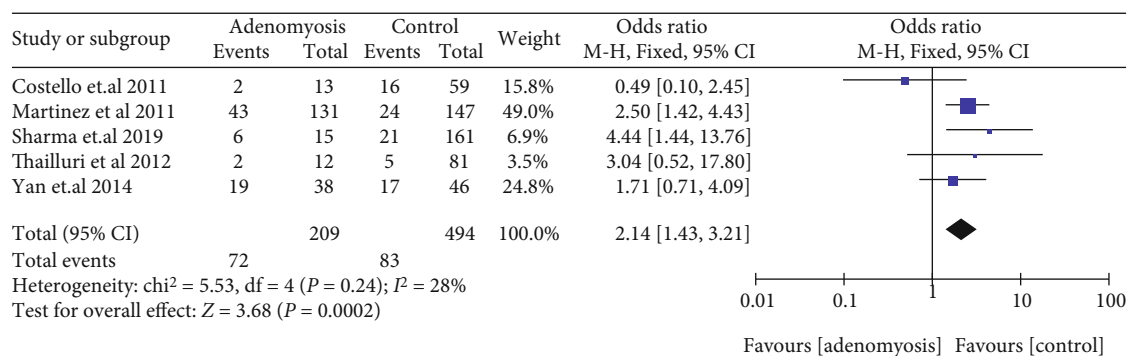 Study or subgroup Adenomyosis Control Weight Odds ratio Odds ratio
Events Total Events Total M-H, Fixed, 95% CI M-H, Fixed, 95% CI
Costello et.al 2011 2 13 16 59 15.8% 0.49 [0.10, 2.45]
Martinez et al 2011 43 131 24 147 49.0% 2.50 [1.42, 4.43]
Sharma et.al 2019 6 15 21 161 6.9% 4.44 [1.44, 13.76]
Thailluri et.al 2012 2 12 5 81 3.5% 3.04 [0.52, 17.80]
Yan et.al 2014 19 38 17 46 24.8% 1.71 [0.71, 4.09]
Total (95% CI) 209 494 100.0% 2.14 [1.43, 3.21]
Total events 72 83
Heterogeneity: chi² = 5.53, df = 4 (P = 0.24); I² = 28%
Test for overall effect: Z = 3.68 (P = 0.0002)
0.01 0.1 1 10 100
Favours [adenomyosis] Favours [control]